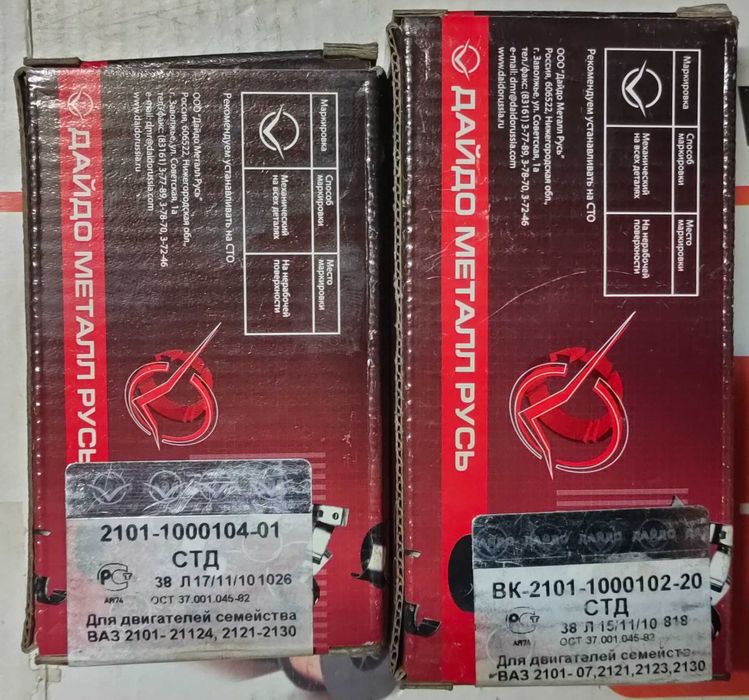 ДАЙДО МЕТАЛЛ РУСЬ
ООО "Дайдо Металл Русь"
Россия, 606522, Нижегородская обл.,
г. Заволжье, ул. Советская, 1а
тел/факс: (83161) 3-77-89, 3-78-70, 3-72-46
e-mail: dmr@daidorussia.ru
www.daidorussia.ru
Рекомендуем устанавливать на СТО
Маркировка
Способ маркировки
Место маркировки
Механический на всех деталях
На нерабочей поверхности
2101-1000104-01
СТД
РСТ
АЯ74
38 Л 17/11/10 1026
ОСТ 37.001.045-82
Для двигателей семейства
ВАЗ 2101- 21124, 2121-2130
ДАЙДО МЕТАЛЛ РУСЬ
ООО "Дайдо Металл Русь"
Россия, 606522, Нижегородская обл.,
г. Заволжье, ул. Советская, 1а
тел/факс: (83161) 3-77-89, 3-78-70, 3-72-46
e-mail: dmr@daidorussia.ru
www.daidorussia.ru
Рекомендуем устанавливать на СТО
Маркировка
Способ маркировки
Место маркировки
Механический на всех деталях
На нерабочей поверхности
ДАЙДО
ДАЙДО
ВК-2101-1000102-20
СТД
РСТ
АЯ74
38 Л 15/11/10 818
ОСТ 37.001.045-82
Для двигателей семейства
ВАЗ 2101- 07,2121,2123,2130